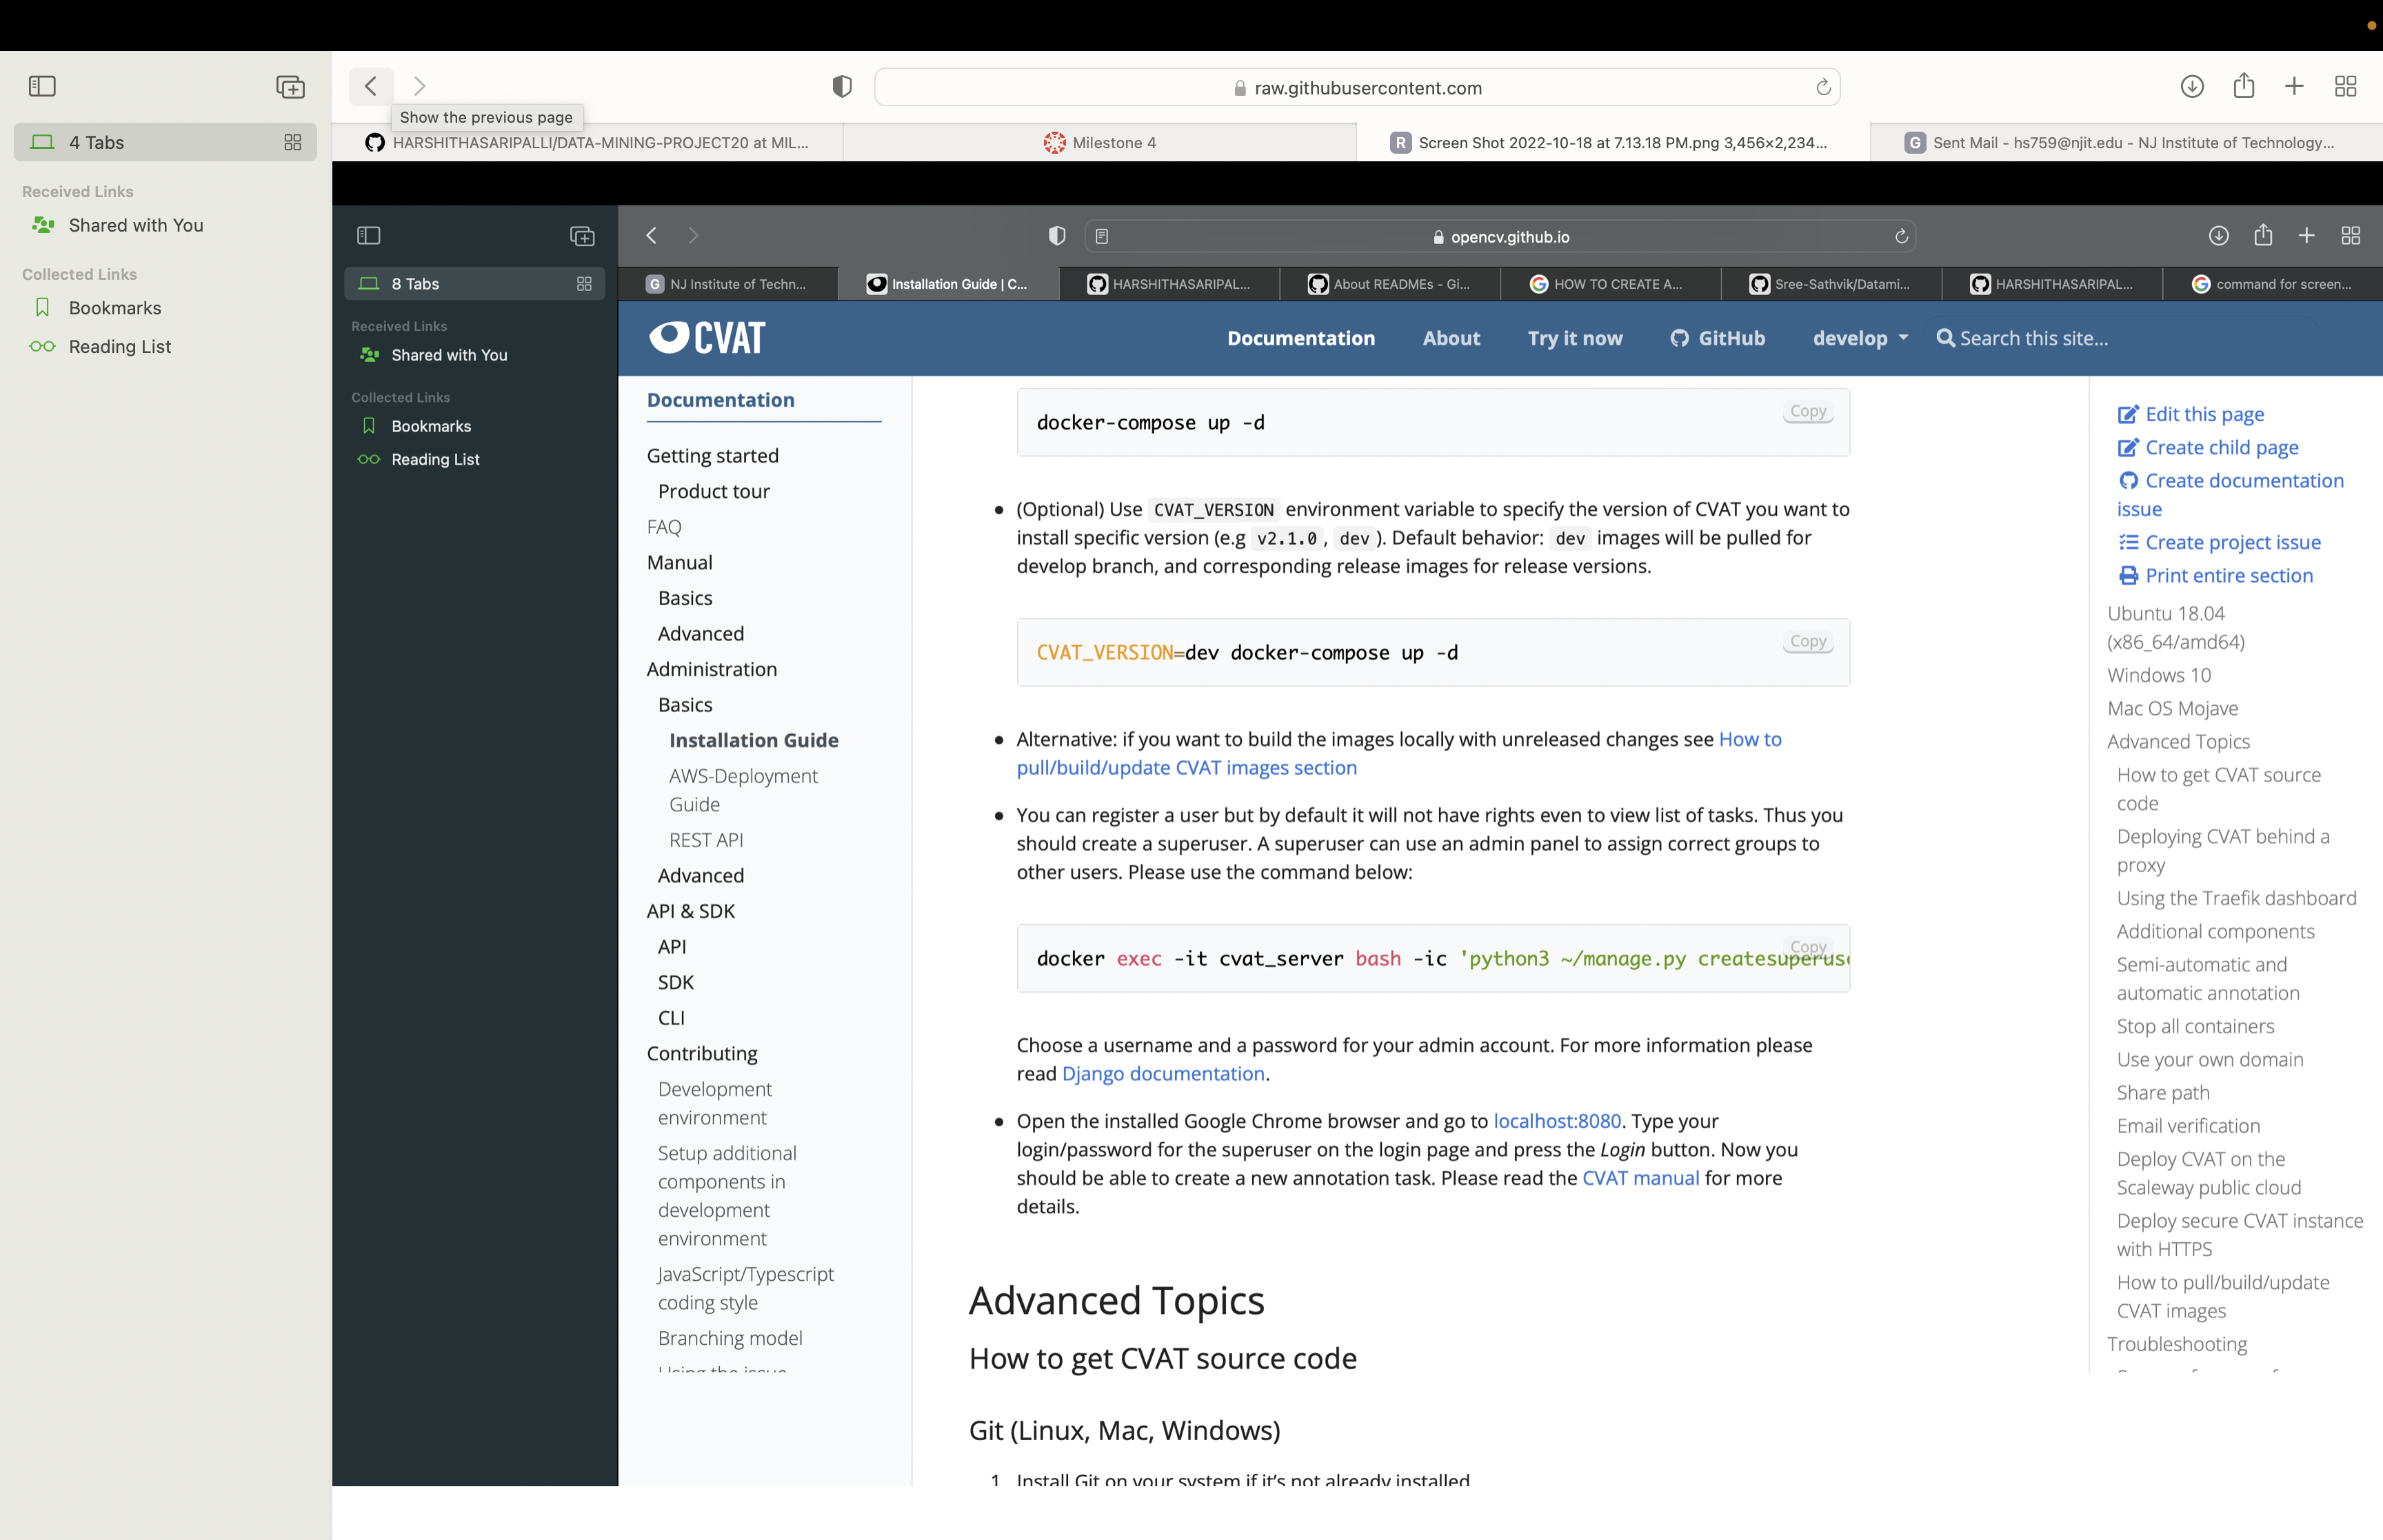 raw.githubusercontent.com
Show the previous page
4 Tabs
HARSHITHASARIPALLI/DATA-MINING-PROJECT20 at MIL...
Milestone 4
R Screen Shot 2022-10-18 at 7.13.18 PM.png 3,456×2,234...
G Sent Mail - hs759@njit.edu - NJ Institute of Technology...
Received Links
Shared with You
Collected Links
Bookmarks
Reading List
opencv.github.io
8 Tabs
G NJ Institute of Techn...
Installation Guide | C...
HARSHITHASARIPAL...
About READMEs - Gi...
HOW TO CREATE A...
Sree-Sathvik/Datami...
HARSHITHASARIPAL...
command for screen...
Received Links
Shared with You
Collected Links
Bookmarks
Reading List
CVAT
Documentation
About
Try it now
GitHub
develop
Search this site...
Documentation
Getting started
Product tour
FAQ
Manual
Basics
Advanced
Administration
Basics
Installation Guide
AWS-Deployment
Guide
REST API
Advanced
API & SDK
API
SDK
CLI
Contributing
Development
environment
Setup additional
components in
development
environment
JavaScript/Typescript
coding style
Branching model
docker-compose up -d
Copy
• (Optional) Use CVAT_VERSION environment variable to specify the version of CVAT you want to
install specific version (e.g v2.1.0, dev). Default behavior: dev images will be pulled for
develop branch, and corresponding release images for release versions.
CVAT_VERSION=dev docker-compose up -d
Copy
• Alternative: if you want to build the images locally with unreleased changes see How to
pull/build/update CVAT images section
• You can register a user but by default it will not have rights even to view list of tasks. Thus you
should create a superuser. A superuser can use an admin panel to assign correct groups to
other users. Please use the command below:
Copy
docker exec -it cvat_server bash -ic 'python3 ~/manage.py createsuperus
Choose a username and a password for your admin account. For more information please
read Django documentation.
• Open the installed Google Chrome browser and go to localhost:8080. Type your
login/password for the superuser on the login page and press the Login button. Now you
should be able to create a new annotation task. Please read the CVAT manual for more
details.
Advanced Topics
How to get CVAT source code
Git (Linux, Mac, Windows)
1. Install Git on your system if it's not already installed
Edit this page
Create child page
Create documentation
issue
Create project issue
Print entire section
Ubuntu 18.04
(x86_64/amd64)
Windows 10
Mac OS Mojave
Advanced Topics
How to get CVAT source
code
Deploying CVAT behind a
proxy
Using the Traefik dashboard
Additional components
Semi-automatic and
automatic annotation
Stop all containers
Use your own domain
Share path
Email verification
Deploy CVAT on the
Scaleway public cloud
Deploy secure CVAT instance
with HTTPS
How to pull/build/update
CVAT images
Troubleshooting